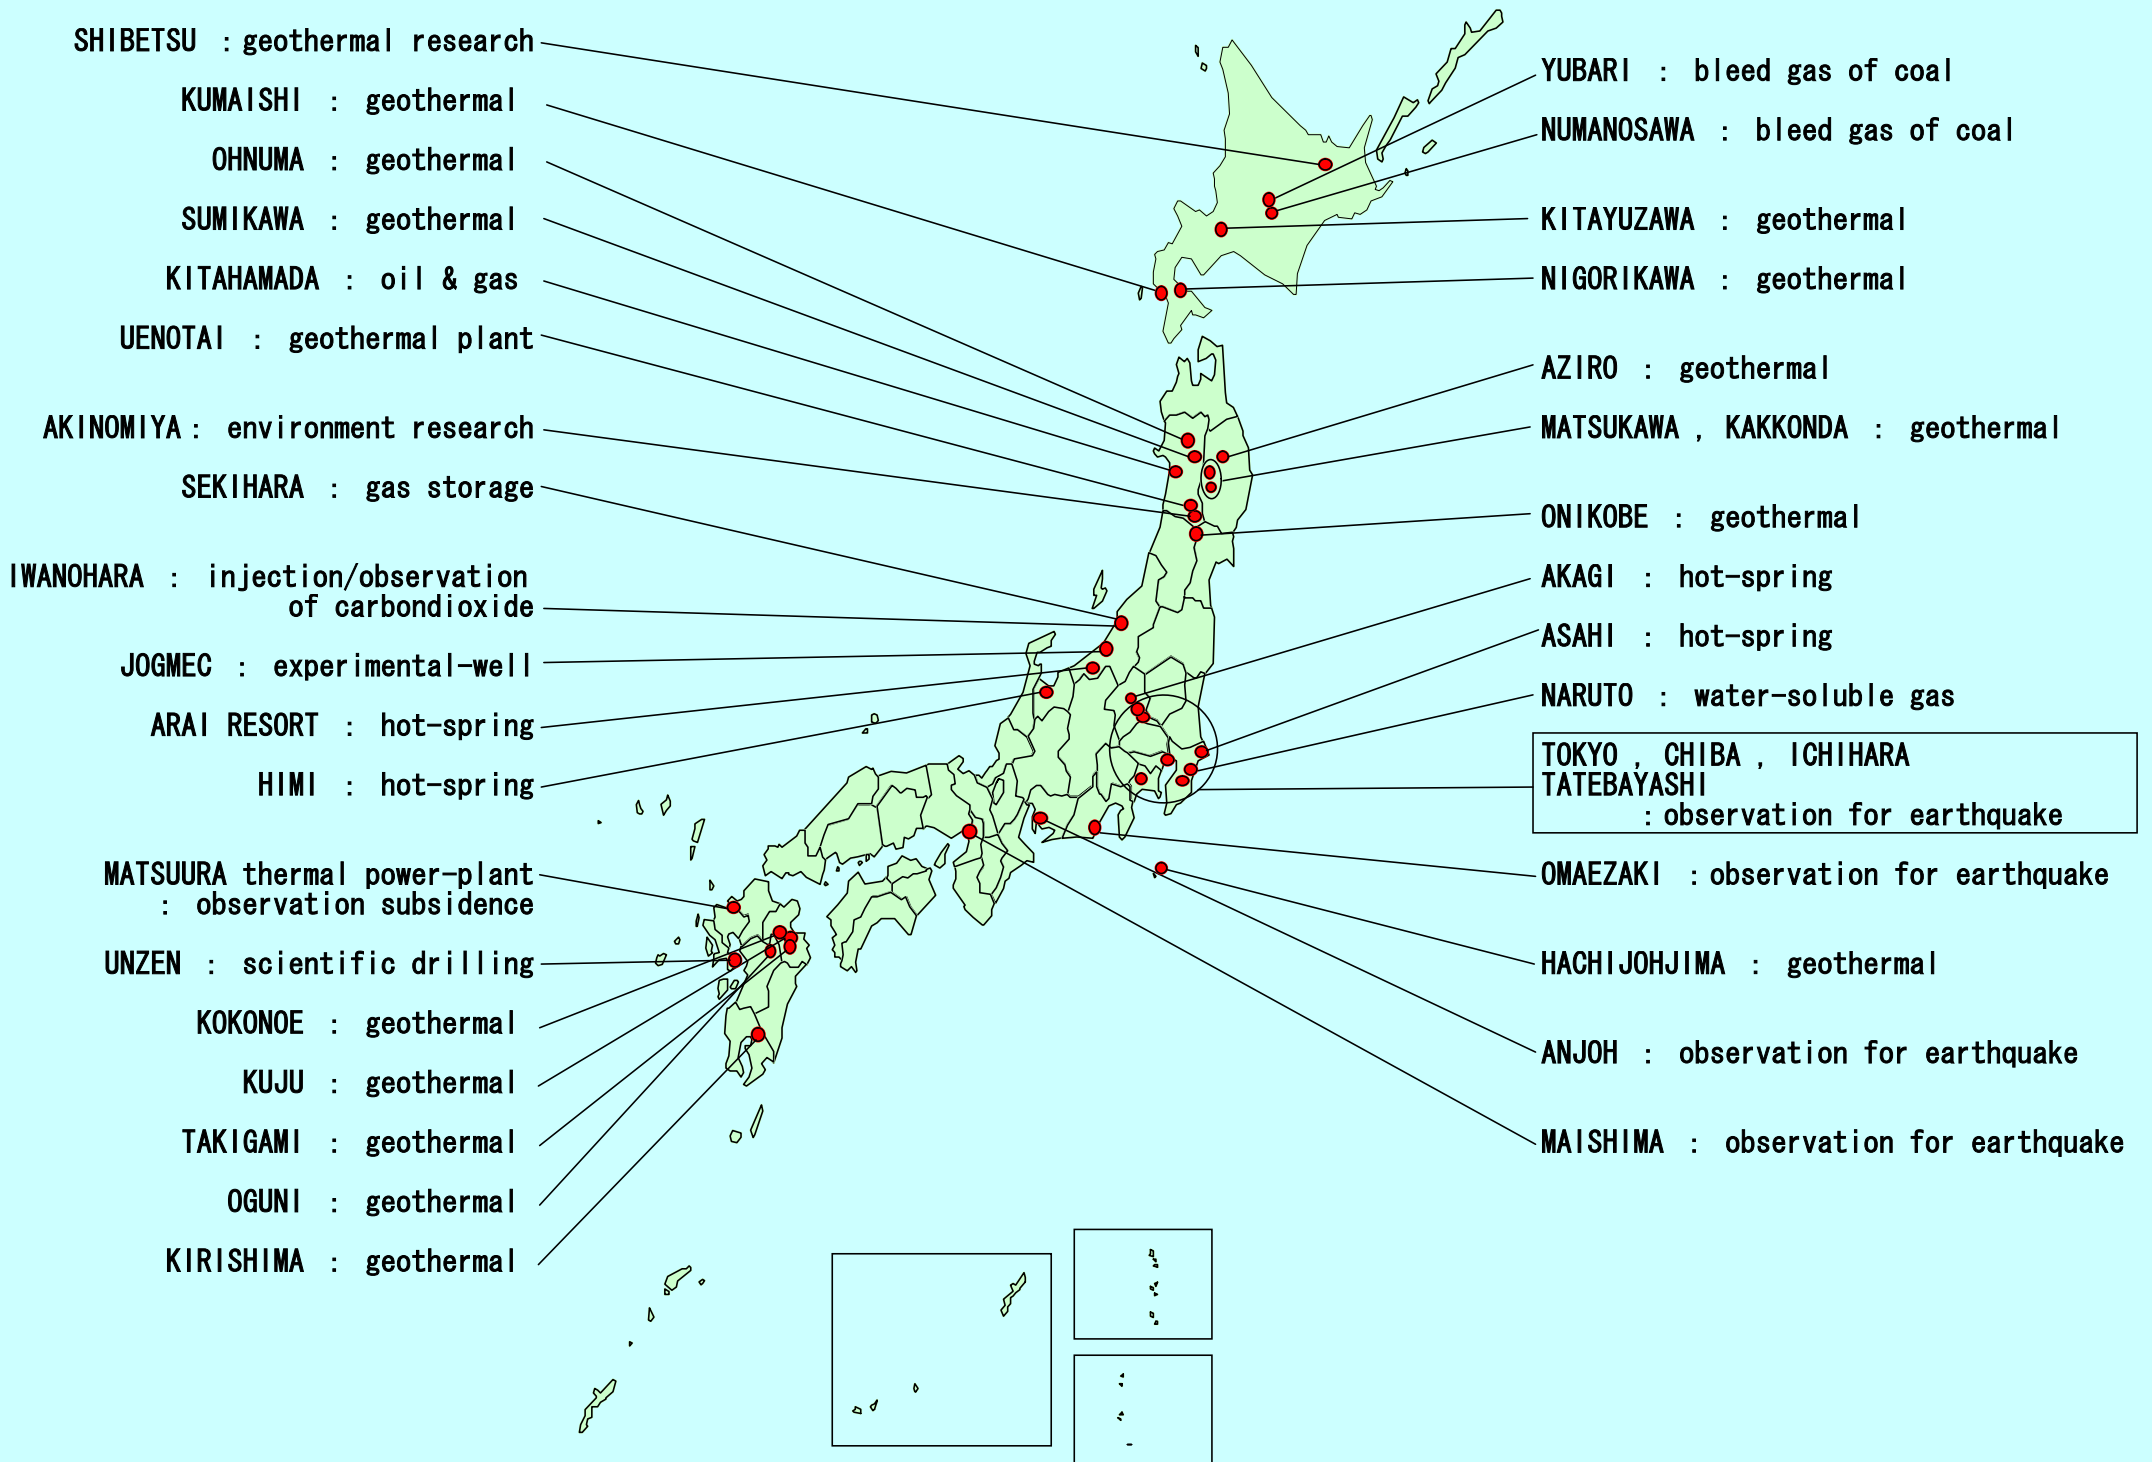 SHIBETSU : geothermal research
KUMAISHI : geothermal
OHNUMA : geothermal
SUMIKAWA : geothermal
KITAHAMADA : oil & gas
UENOTAI : geothermal plant
AKINOMIYA : environment research
SEKIHARA : gas storage
IWANOHARA : injection/observation
of carbondioxide
JOGMEC : experimental-well
ARAI RESORT : hot-spring
HIMI : hot-spring
MATSUURA thermal power-plant
: observation subsidence
UNZEN : scientific drilling
KOKONOE : geothermal
KUJU : geothermal
TAKIGAMI : geothermal
OGUNI : geothermal
KIRISHIMA : geothermal
YUBARI : bleed gas of coal
NUMANOSAWA : bleed gas of coal
KITAYUZAWA : geothermal
NIGORIKAWA : geothermal
AZIRO : geothermal
MATSUKAWA , KAKKONDA : geothermal
ONIKOBE : geothermal
AKAGI : hot-spring
ASAHI : hot-spring
NARUTO : water-soluble gas
TOKYO , CHIBA , ICHIHARA
TATEBAYASHI
: observation for earthquake
OMAEZAKI : observation for earthquake
HACHIJOHJIMA : geothermal
ANJOH : observation for earthquake
MAISHIMA : observation for earthquake